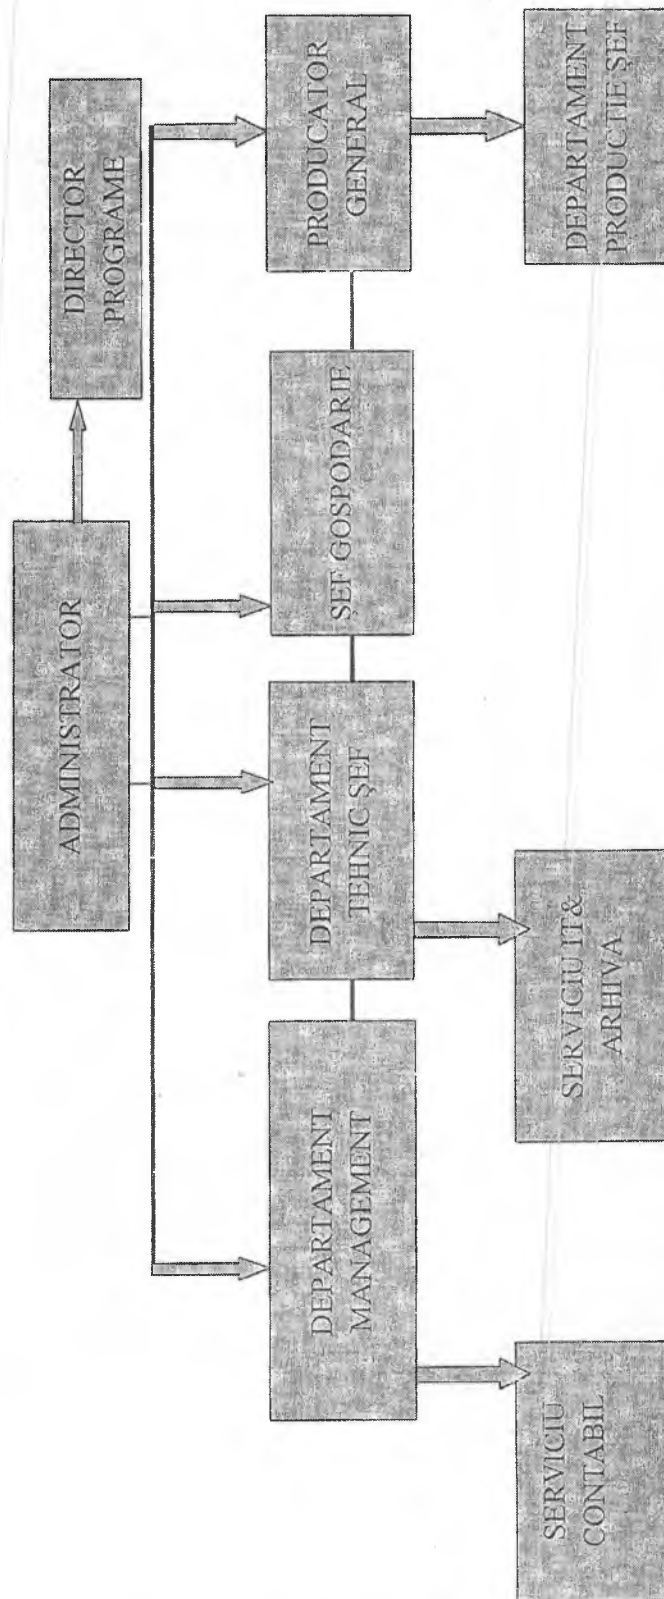 ADMINISTRATOR
DIRECTOR
PROGRAME
DEPARTAMENT
MANAGEMENT
DEPARTAMENT
TEHNIC ŞEF
ŞEF GOSPODARIE
PRODUCATOR
GENERAL
SERVICIU
CONTABIL
SERVICIU IT&
ARHIVA
DEPARTAMENT
PRODUCTIE ŞEF